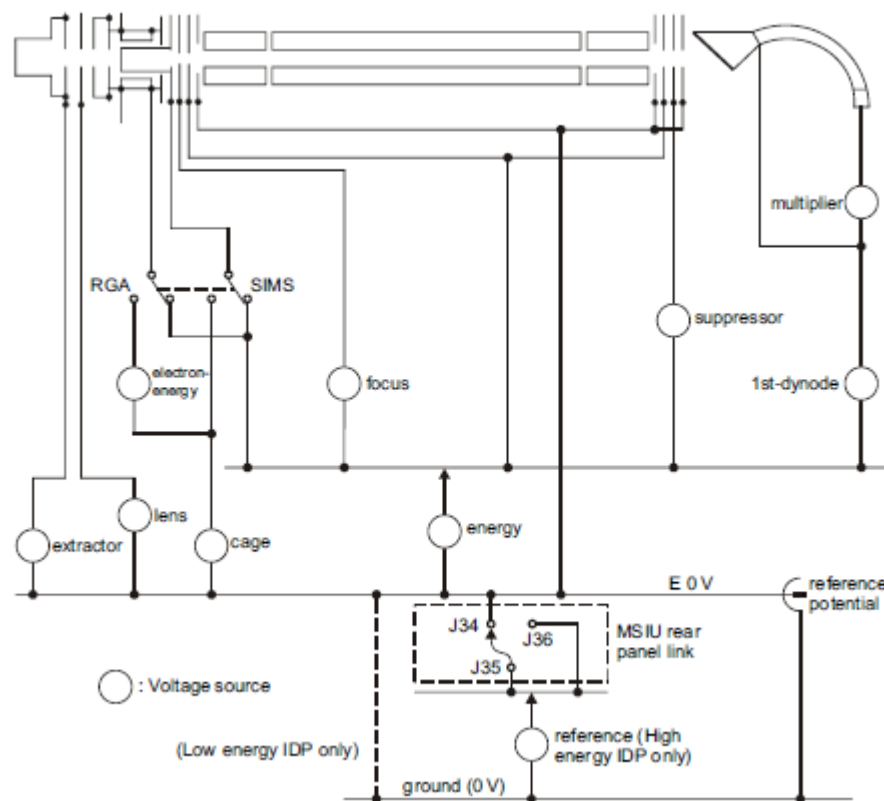 multiplier
RGA
SIMS
suppressor
electron-
energy
focus
1st-dynode
extractor
lens
cage
energy
E 0 V
reference
potential
J34
J36
MSIU rear
panel link
J35
: Voltage source
(Low energy IDP only)
reference (High
energy IDP only)
ground (0 V)